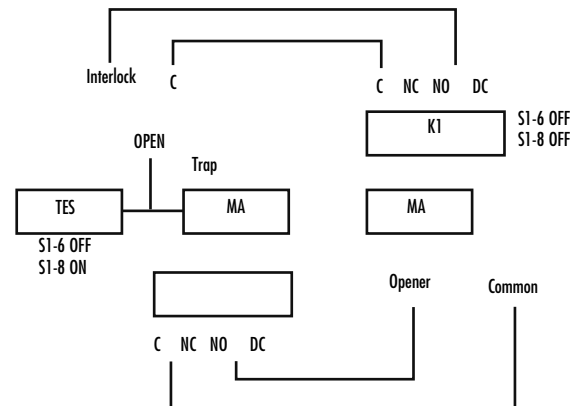 Interlock
C
C NC NO DC
K1
S1-6 OFF
S1-8 OFF
OPEN
Trap
TES
MA
MA
S1-6 OFF
S1-8 ON
Opener
Common
C NC NO DC